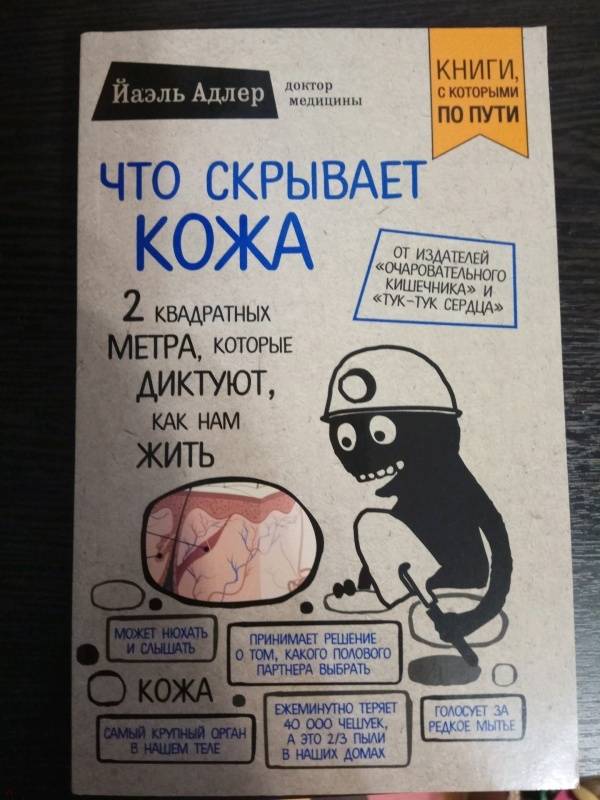 Йаэль Адлер
доктор
медицины
КНИГИ,
С КОТОРЫМИ
ПО ПУТИ
ЧТО СКРЫВАЕТ
КОЖА
ОТ ИЗДАТЕЛЕЙ
«ОЧАРОВАТЕЛЬНОГО
КИШЕЧНИКА» И
«ТУК-ТУК СЕРДЦА»
2 КВАДРАТНЫХ
МЕТРА, КОТОРЫЕ
ДИКТУЮТ,
КАК НАМ
ЖИТЬ
МОЖЕТ НЮХАТЬ
И СЛЫШАТЬ
ПРИНИМАЕТ РЕШЕНИЕ
О ТОМ, КАКОГО ПОЛОВОГО
ПАРТНЕРА ВЫБРАТЬ
КОЖА
САМЫЙ КРУПНЫЙ ОРГАН
В НАШЕМ ТЕЛЕ
ЕЖЕМИНУТНО ТЕРЯЕТ
40 000 ЧЕШУЕК,
А ЭТО 2/3 ПЫЛИ
В НАШИХ ДОМАХ
ГОЛОСУЕТ ЗА
РЕДКОЕ МЫТЬЕ